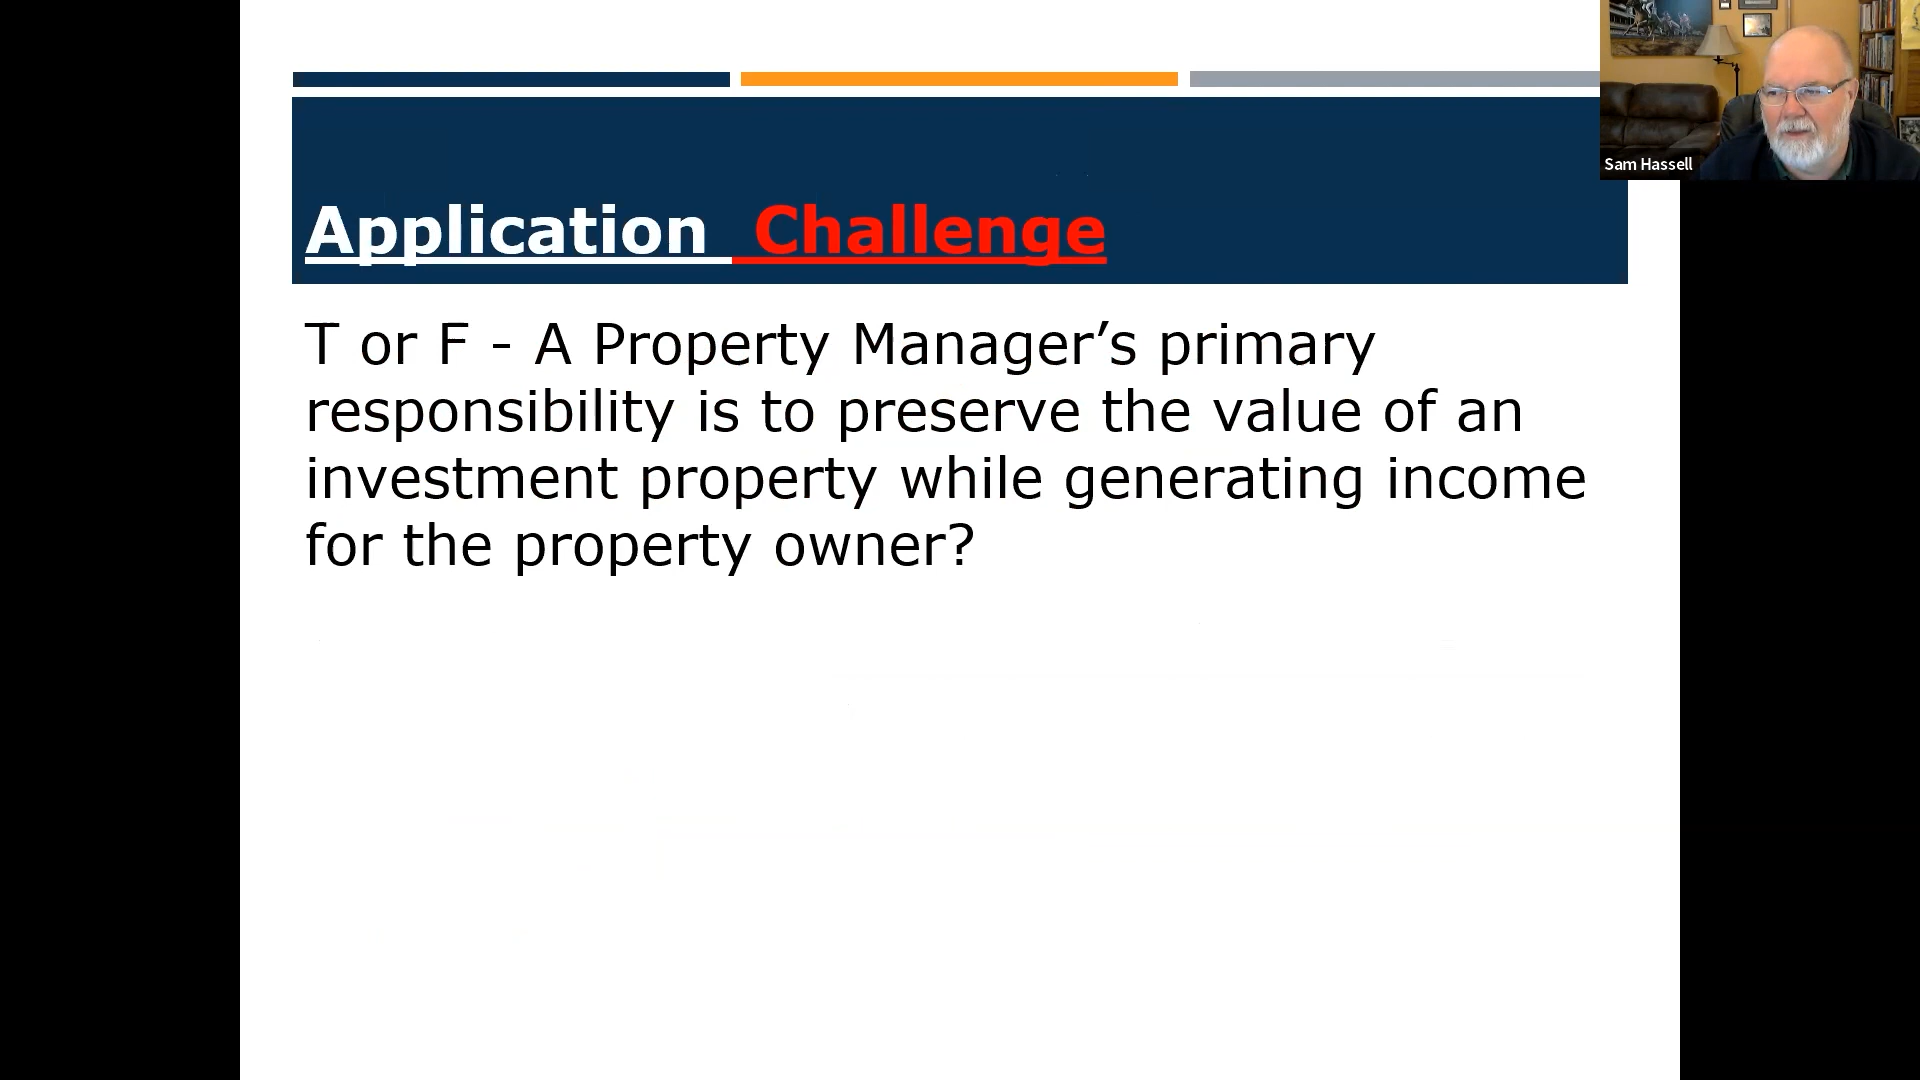 Sam Hassell
Application Challenge
T or F - A Property Manager’s primary
responsibility is to preserve the value of an
investment property while generating income
for the property owner?